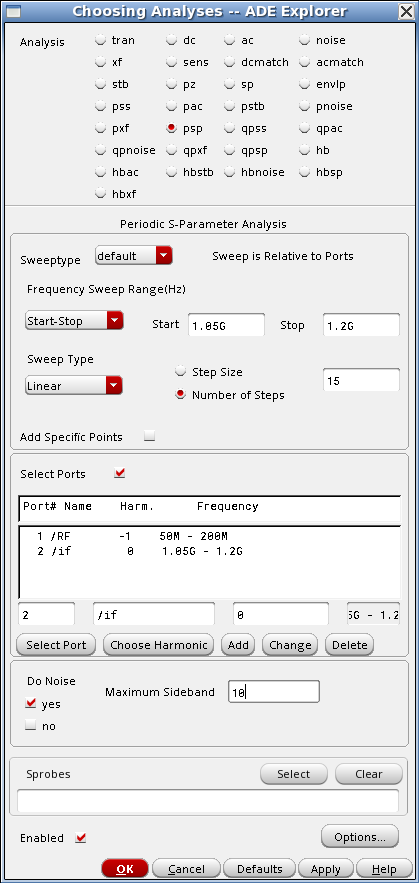 Choosing Analyses -- ADE Explorer
Analysis tran dc ac noise
xf sens dcmatch acmatch
stb pz sp envlp
pss pac pstb pnoise
pxf psp qpss qpac
qpnoise qpxf qpsp hb
hbac hbstb hbnoise hbsp
hbxf
Periodic S-Parameter Analysis
Sweeptype default Sweep is Relative to Ports
Frequency Sweep Range(Hz)
Start-Stop Start 1.05G Stop 1.2G
Sweep Type
Step Size
Linear 15
Number of Steps
Add Specific Points
Select Ports
Port# Name Harm. Frequency
1 /RF -1 50M - 200M
2 /if 0 1.05G - 1.2G
2 /if 0 5G - 1.2
Select Port Choose Harmonic Add Change Delete
Do Noise
Maximum Sideband 10
yes
no
Sprobes Select Clear
Enabled Options...
OK Cancel Defaults Apply Help